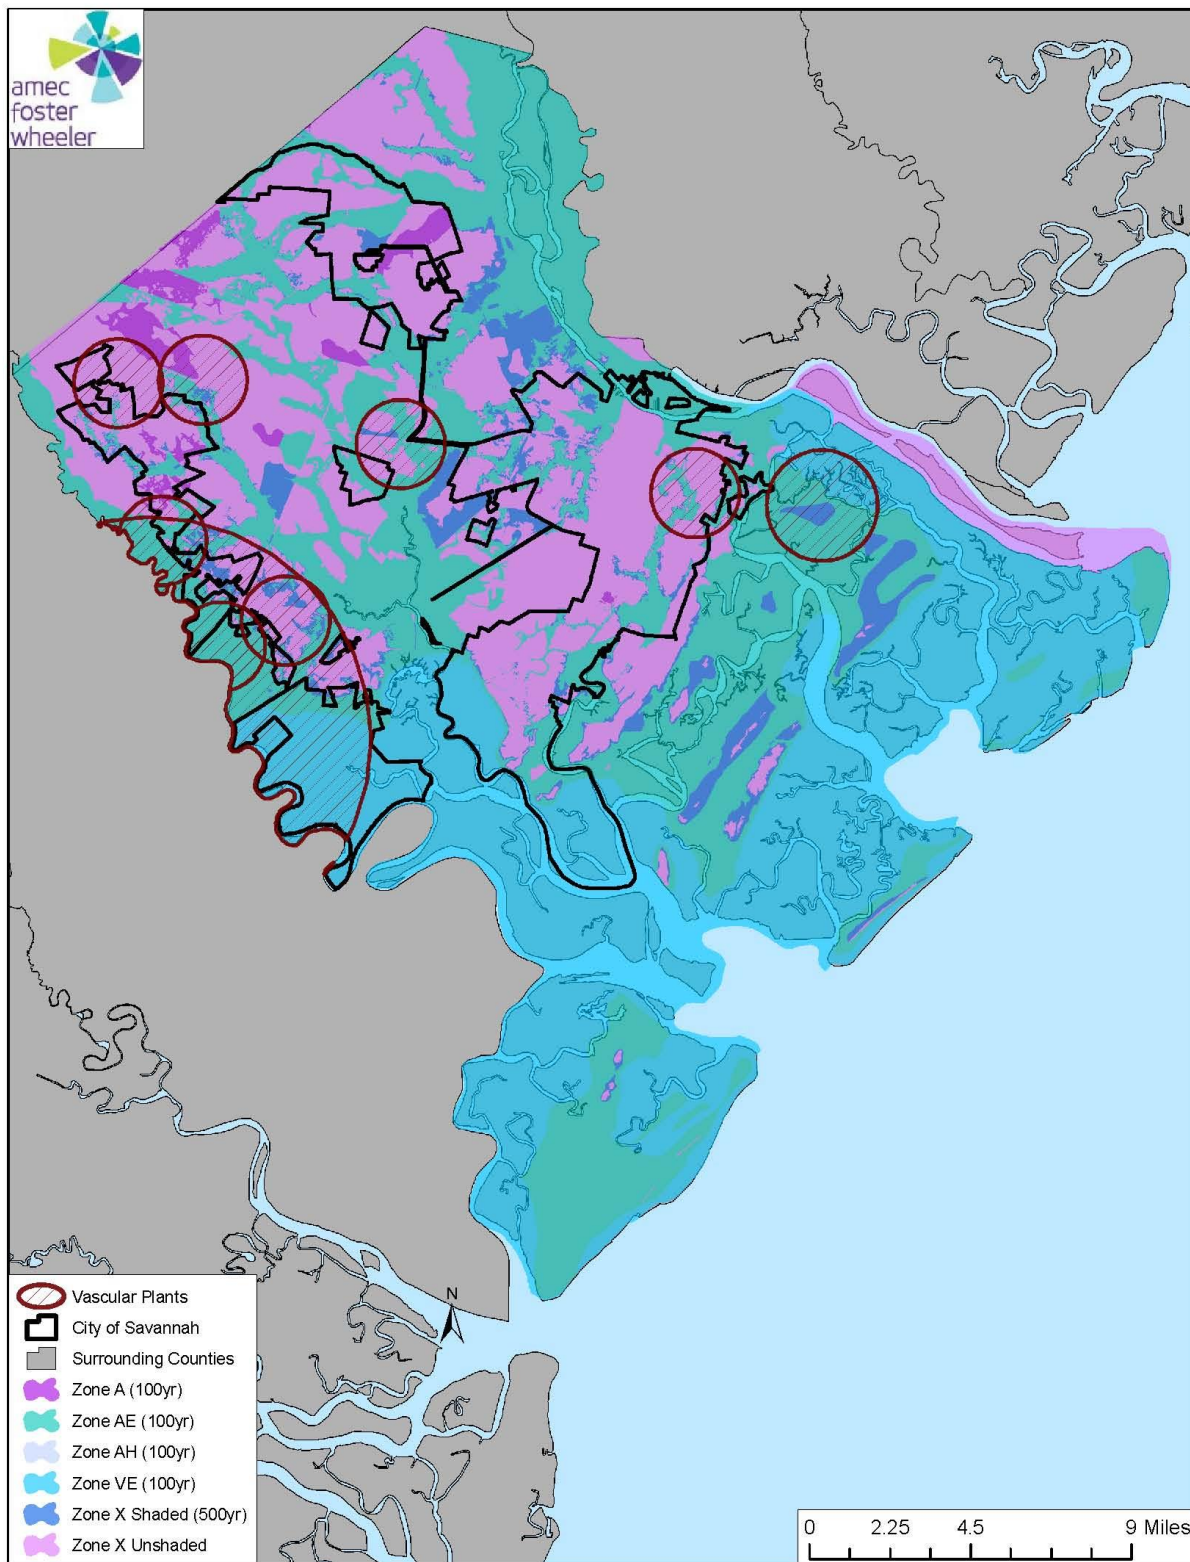 amec
foster
wheeler
N
Vascular Plants
City of Savannah
Surrounding Counties
Zone A (100yr)
Zone AE (100yr)
Zone AH (100yr)
Zone VE (100yr)
Zone X Shaded (500yr)
Zone X Unshaded
0 2.25 4.5 9 Miles